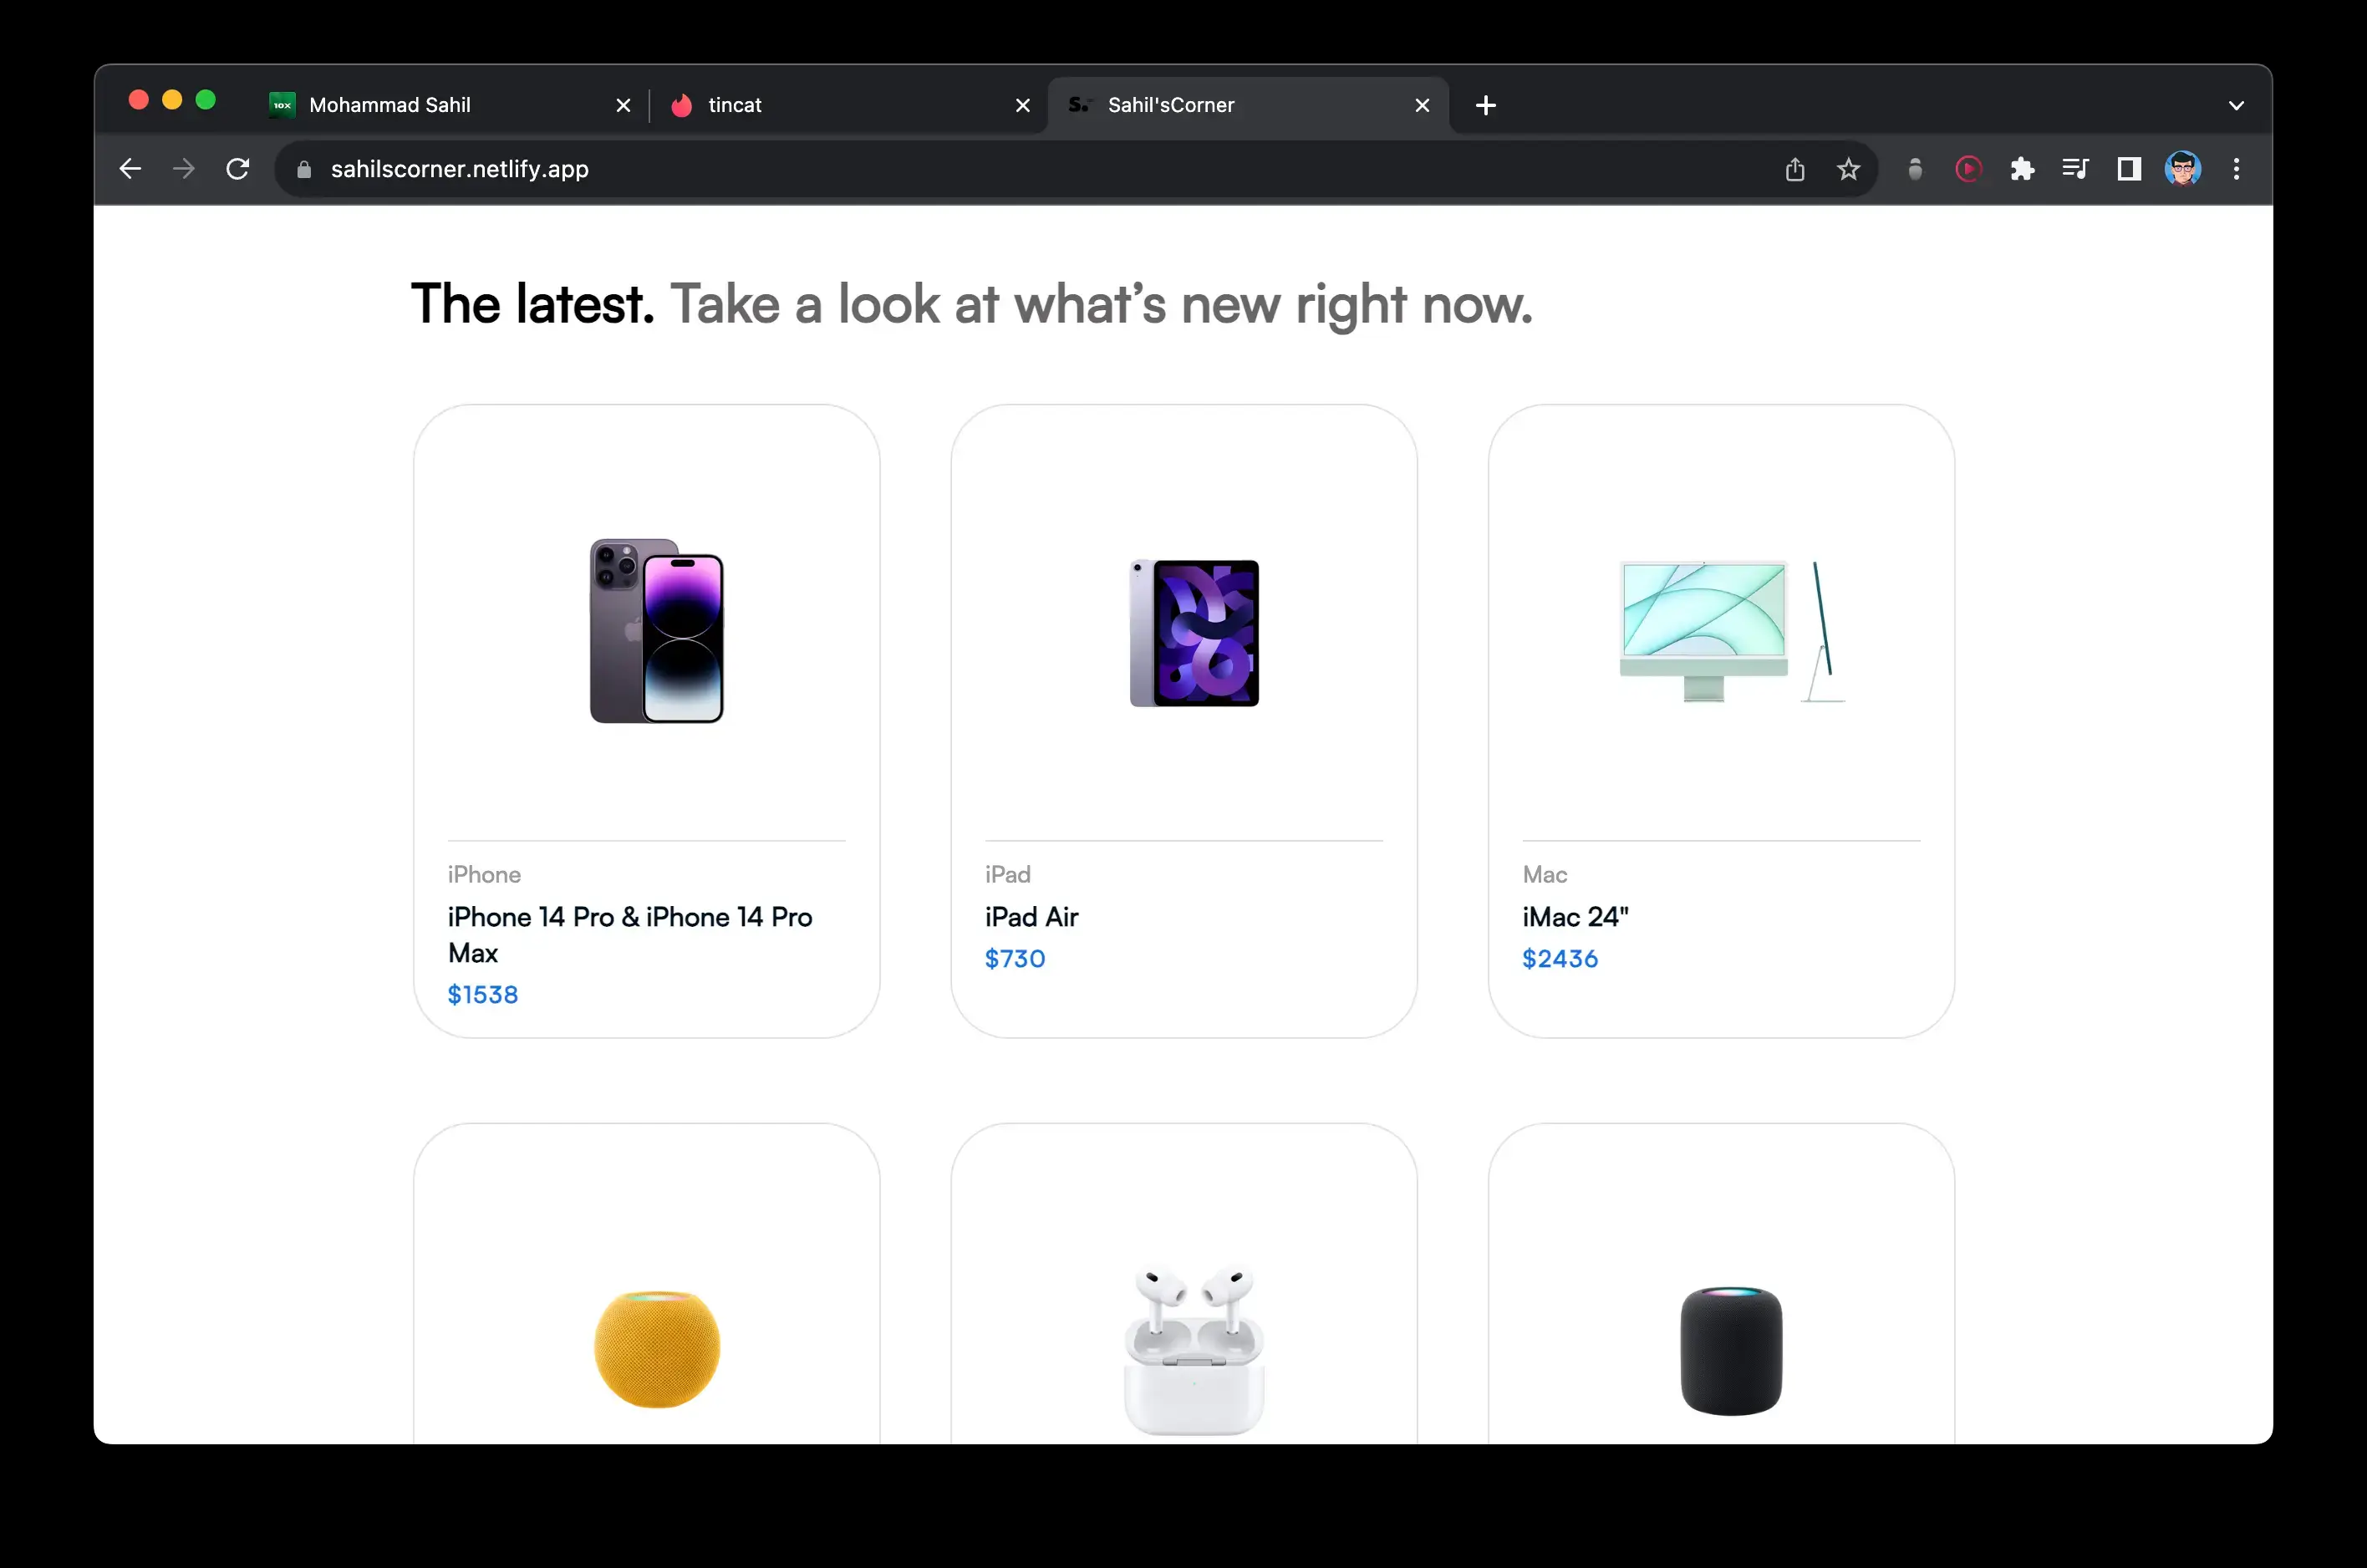 10X Mohammad Sahil
tincat
S. Sahil'sCorner
sahilscorner.netlify.app
The latest. Take a look at what’s new right now.
iPhone
iPhone 14 Pro & iPhone 14 Pro
Max
$1538
iPad
iPad Air
$730
Mac
iMac 24"
$2436